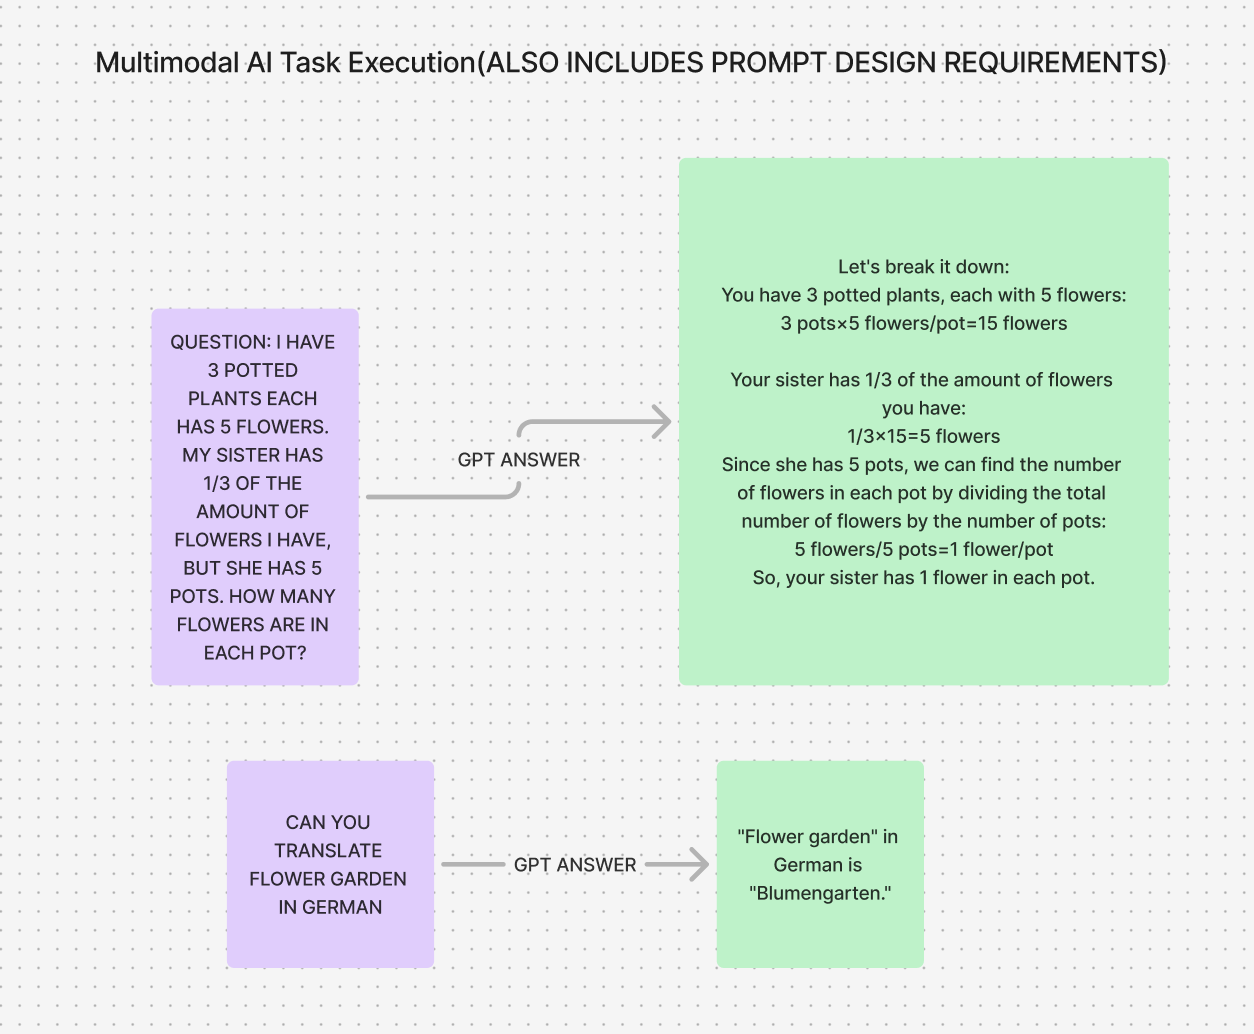 Multimodal AI Task Execution(ALSO INCLUDES PROMPT DESIGN REQUIREMENTS)
QUESTION: I HAVE
3 POTTED
PLANTS EACH
HAS 5 FLOWERS.
MY SISTER HAS
1/3 OF THE
AMOUNT OF
FLOWERS I HAVE,
BUT SHE HAS 5
POTS. HOW MANY
FLOWERS ARE IN
EACH POT?
GPT ANSWER
Let's break it down:
You have 3 potted plants, each with 5 flowers:
3 pots×5 flowers/pot=15 flowers
Your sister has 1/3 of the amount of flowers
you have:
1/3×15=5 flowers
Since she has 5 pots, we can find the number
of flowers in each pot by dividing the total
number of flowers by the number of pots:
5 flowers/5 pots=1 flower/pot
So, your sister has 1 flower in each pot.
CAN YOU
TRANSLATE
FLOWER GARDEN
IN GERMAN
GPT ANSWER
"Flower garden" in
German is
"Blumengarten."